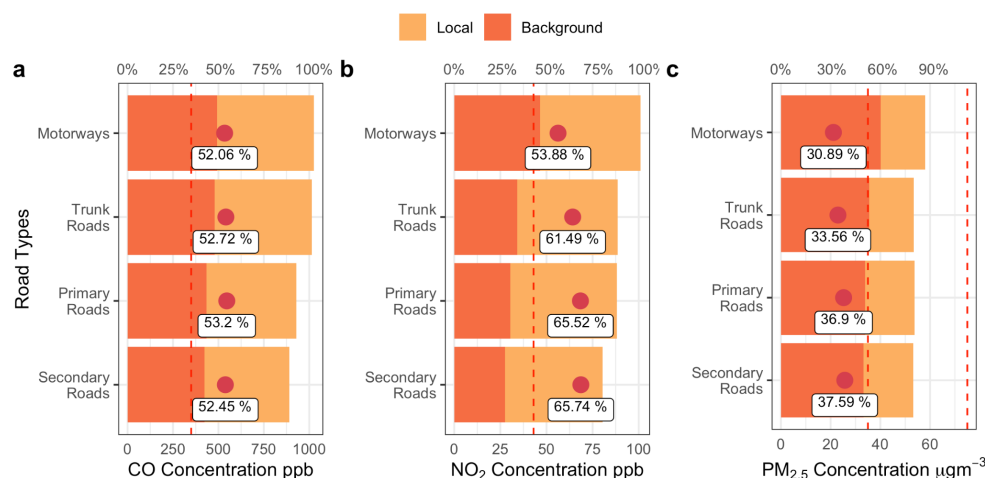 Local Background
a
0% 25% 50% 75% 100%
Road Types
Motorways
52.06 %
Trunk
Roads
52.72 %
Primary
Roads
53.2 %
Secondary
Roads
52.45 %
0 250 500 750 1000
CO Concentration ppb
b
0% 25% 50% 75% 100%
Motorways
53.88 %
Trunk
Roads
61.49 %
Primary
Roads
65.52 %
Secondary
Roads
65.74 %
0 25 50 75 100
NO₂ Concentration ppb
c
0% 30% 60% 90%
Motorways
30.89 %
Trunk
Roads
33.56 %
Primary
Roads
36.9 %
Secondary
Roads
37.59 %
0 20 40 60
PM₂.₅ Concentration μgm⁻³